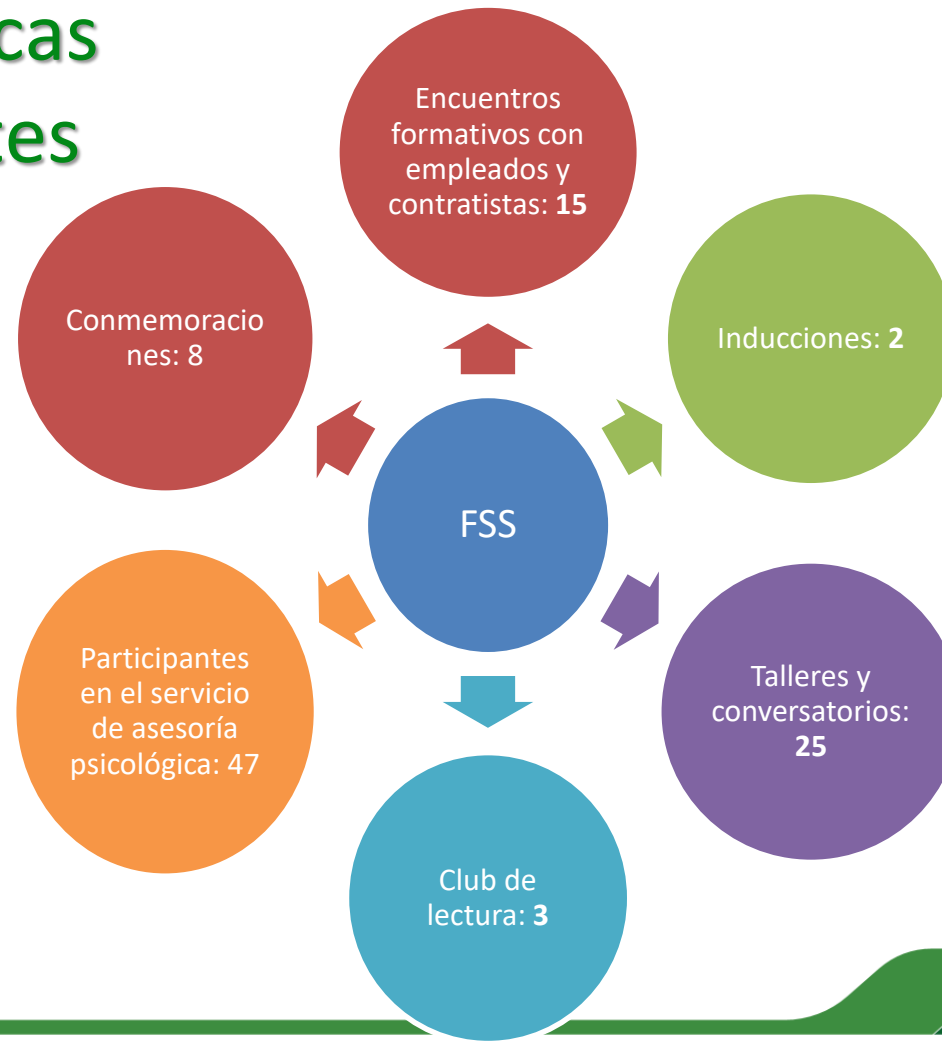 cas
tes
Encuentros
formativos con
empleados y
contratistas: 15
Conmemoracio
nes: 8
Inducciones: 2
FSS
Participantes
en el servicio
de asesoría
psicológica: 47
Talleres y
conversatorios:
25
Club de
lectura: 3